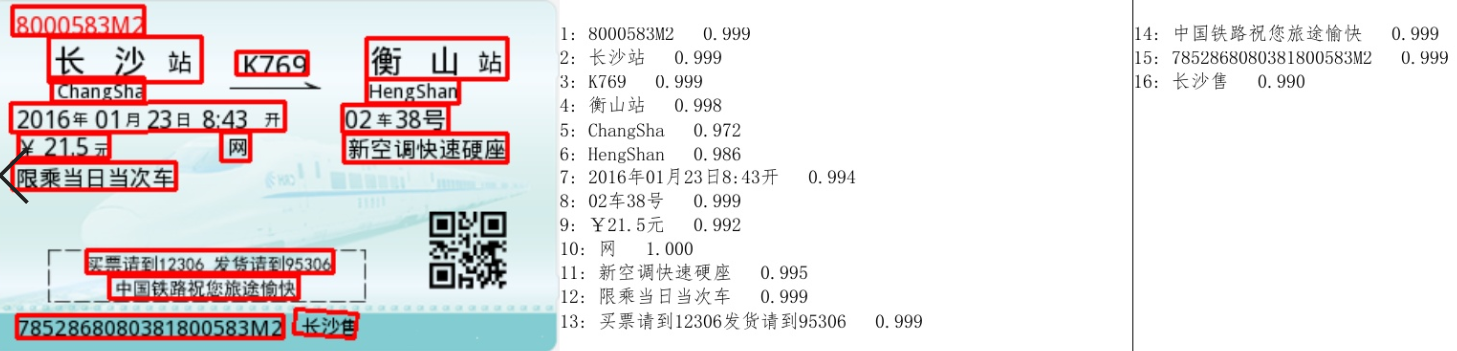 8000583M2
长沙站 K769 衡山站
ChangSha HengShan
2016年01月23日 8:43 开 02车38号
¥21.5元 网 新空调快速硬座
限乘当日当次车
买票请到12306 发货请到95306
中国铁路祝您旅途愉快
7852868080381800583M2 长沙售
1: 8000583M2 0.999
2: 长沙站 0.999
3: K769 0.999
4: 衡山站 0.998
5: ChangSha 0.972
6: HengShan 0.986
7: 2016年01月23日8:43开 0.994
8: 02车38号 0.999
9: ¥21.5元 0.992
10: 网 1.000
11: 新空调快速硬座 0.995
12: 限乘当日当次车 0.999
13: 买票请到12306发货请到95306 0.999
14: 中国铁路祝您旅途愉快 0.999
15: 7852868080381800583M2 0.999
16: 长沙售 0.990